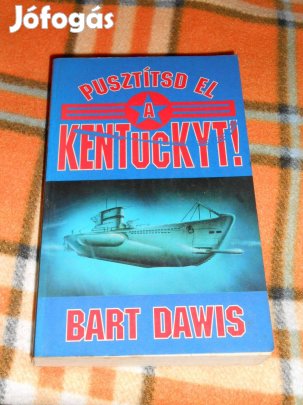 Jófogás
PUSZTÍTSD EL
A
KENTUCKYT!
BART DAWIS